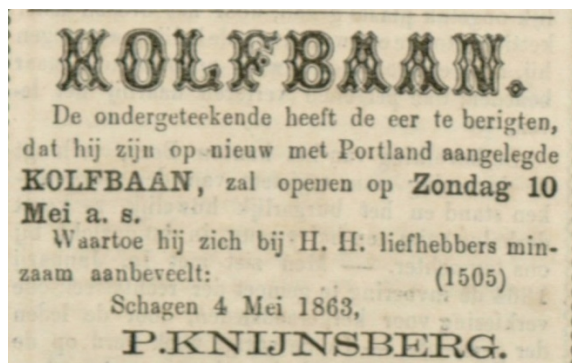 KOLFBAAN.
De ondergeteekende heeft de eer te berigten,
dat hij zijn op nieuw met Portland aangelegde
KOLFBAAN, zal openen op Zondag 10
Mei a. s.
Waartoe hij zich bij H. H. liefhebbers min-
zaam aanbeveelt: (1505)
Schagen 4 Mei 1863,
P.KNIJNSBERG.